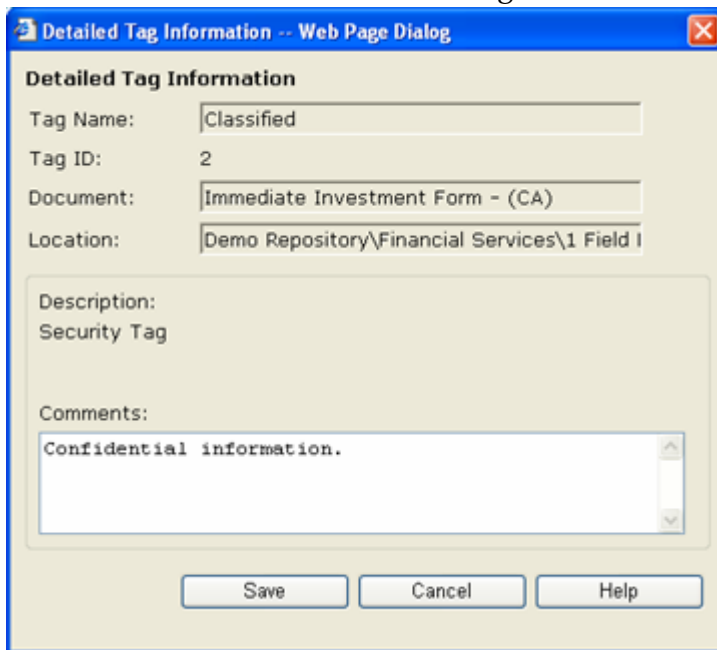 Detailed Tag Information -- Web Page Dialog
Detailed Tag Information
Tag Name: Classified
Tag ID: 2
Document: Immediate Investment Form - (CA)
Location: Demo Repository\Financial Services\1 Field
Description:
Security Tag
Comments:
Confidential information.
Save Cancel Help